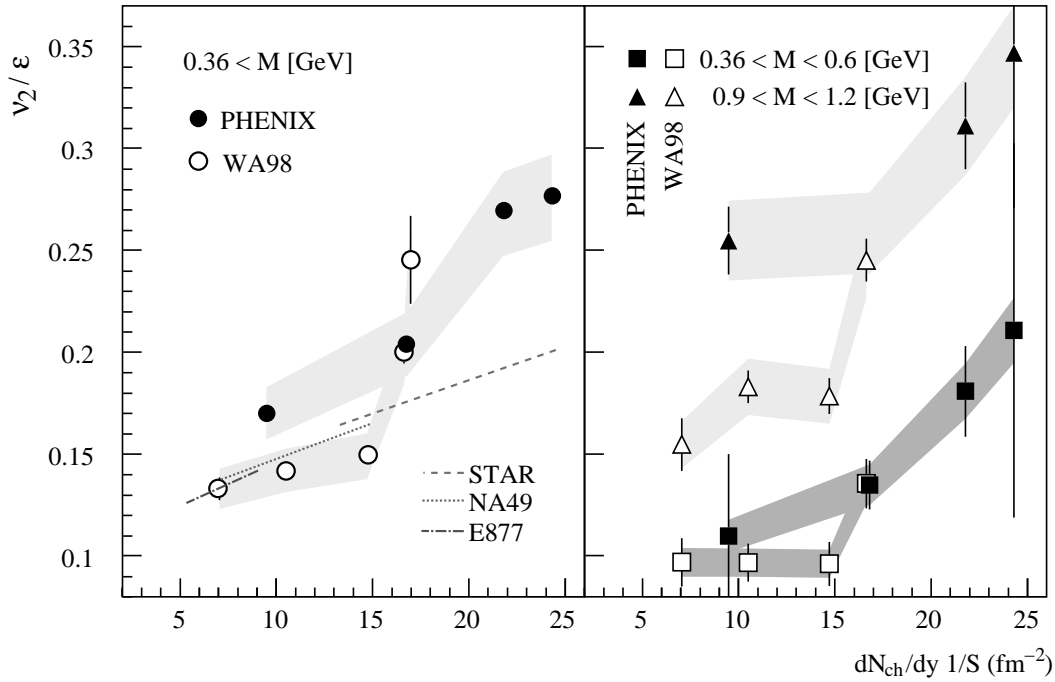 0.35
0.3
0.25
0.2
0.15
0.1
ν₂/ ε
0.36 < M [GeV]
PHENIX
WA98
STAR
NA49
E877
0.36 < M < 0.6 [GeV]
0.9 < M < 1.2 [GeV]
PHENIX
WA98
5 10 15 20 25
5 10 15 20 25
dN_ch/dy 1/S (fm⁻²)